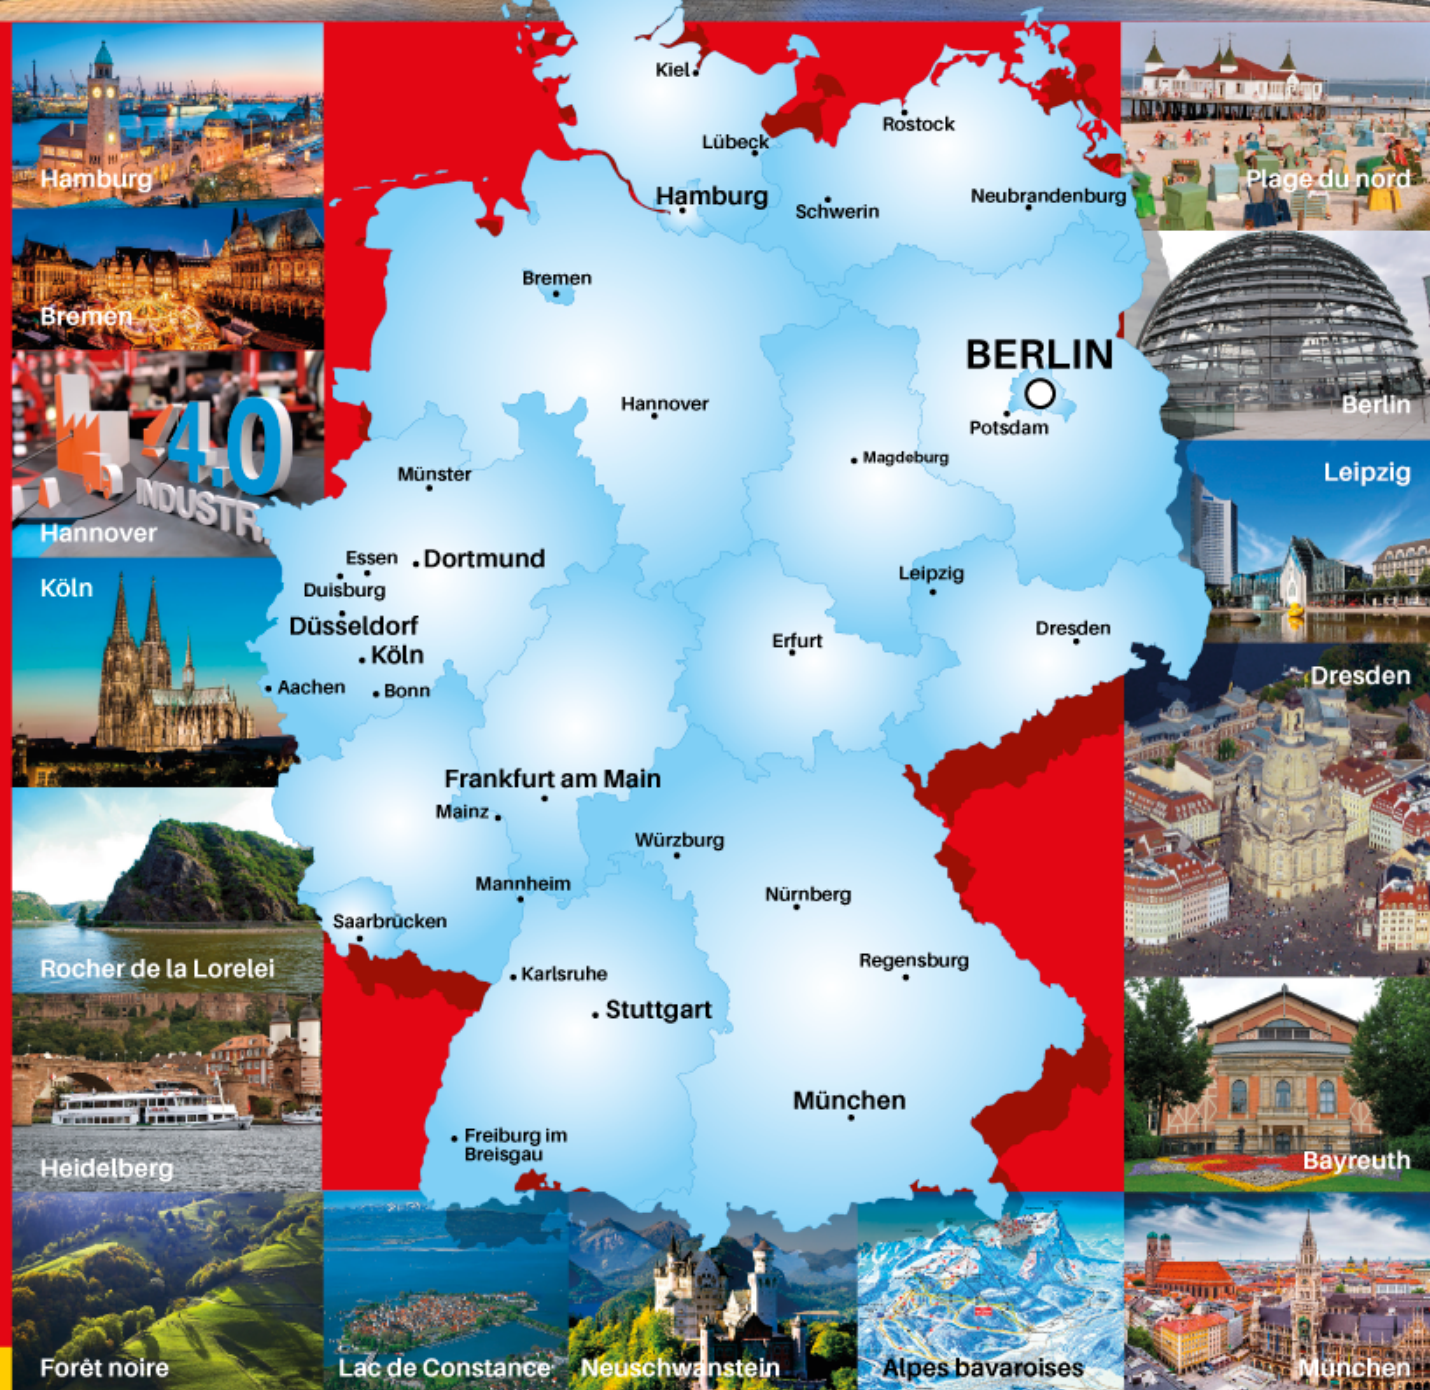 Hamburg
Bremen
4.0
INDUSTR
Hannover
Köln
Rocher de la Lorelei
Heidelberg
Forêt noire
Kiel
Lübeck
Rostock
Hamburg
Schwerin
Neubrandenburg
Bremen
BERLIN
Hannover
Potsdam
Magdeburg
Münster
Essen
Dortmund
Duisburg
Leipzig
Düsseldorf
Erfurt
Dresden
Köln
Aachen
Bonn
Frankfurt am Main
Mainz
Würzburg
Mannheim
Nürnberg
Saarbrücken
Regensburg
Karlsruhe
Stuttgart
München
Freiburg im
Breisgau
Lac de Constance
Neuschwanstein
Alpes bavaroises
Plage du nord
Berlin
Leipzig
Dresden
Bayreuth
München